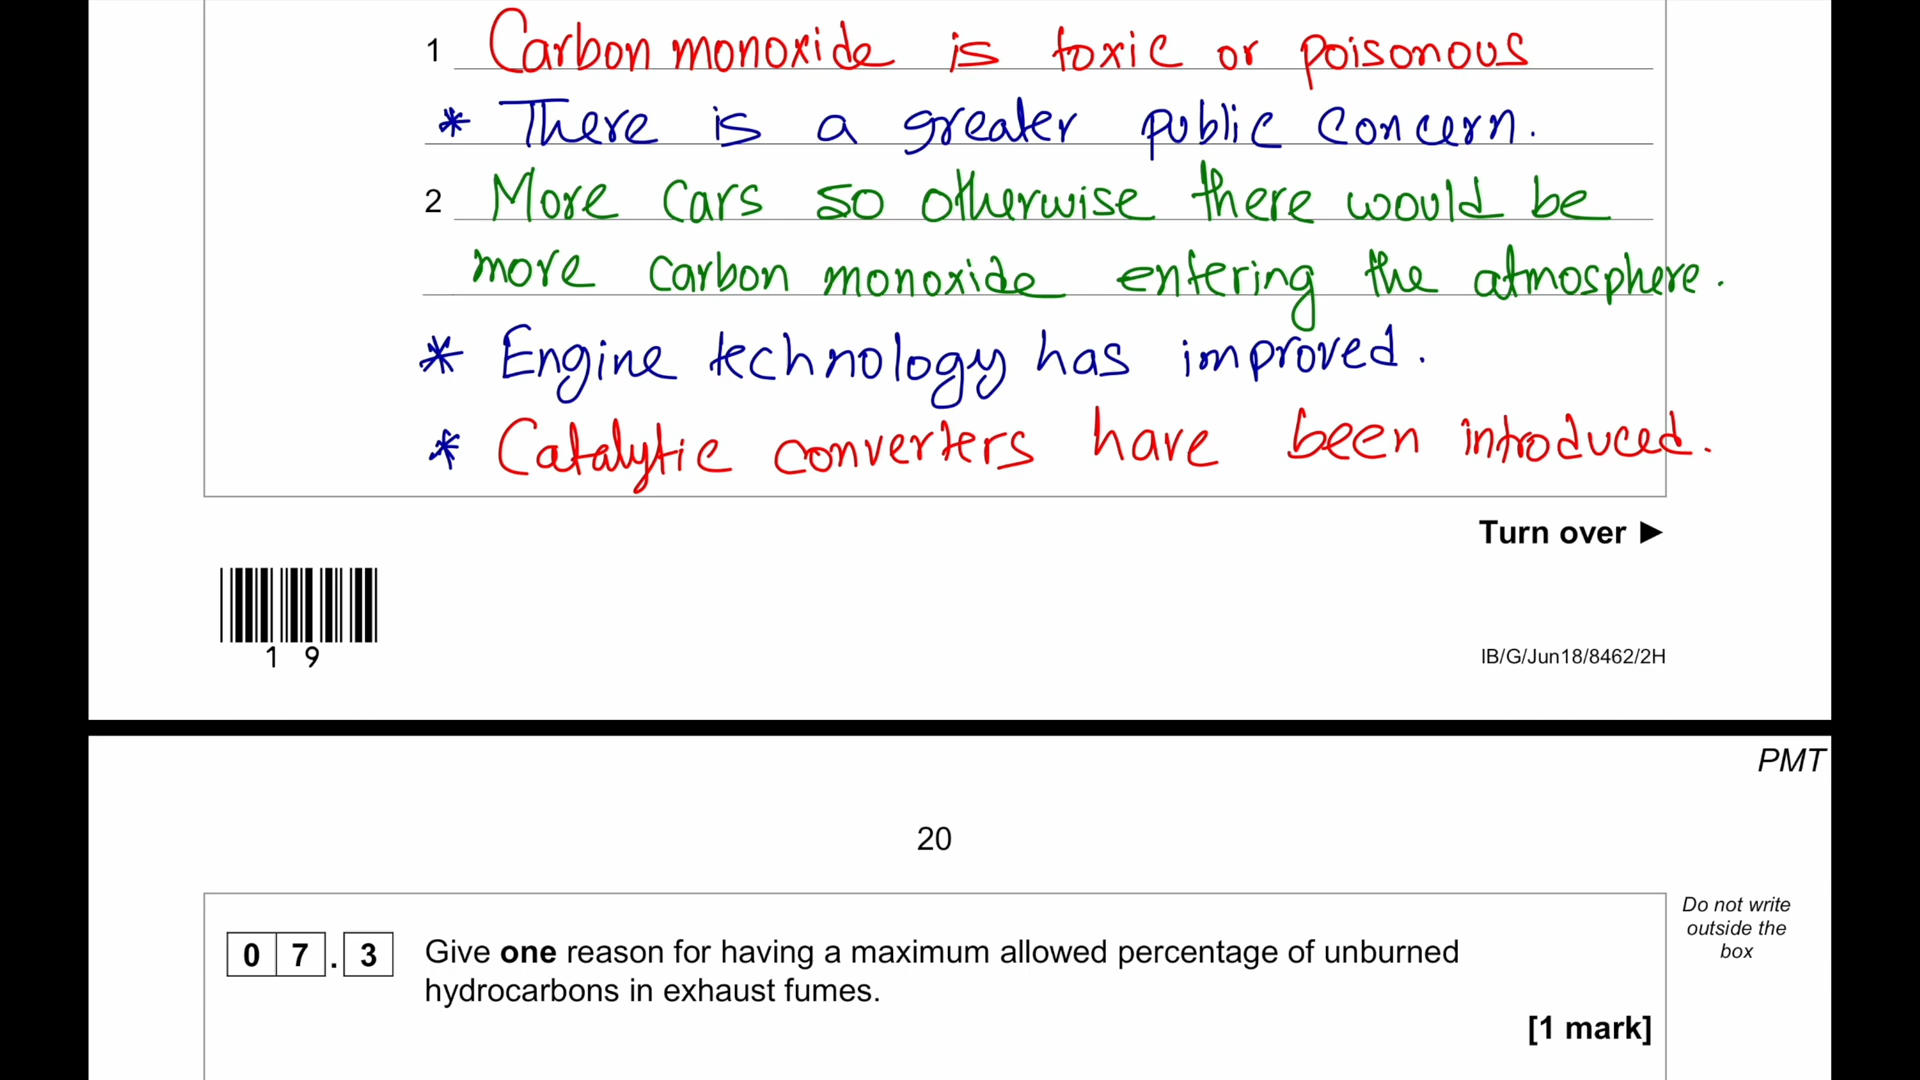 1 Carbon monoxide is toxic or poisonous
* There is a greater public concern.
2 More cars so otherwise there would be
more carbon monoxide entering the atmosphere.
* Engine technology has improved.
* Catalytic converters have been introduced.
Turn over ►
1 9
IB/G/Jun18/8462/2H
PMT
20
Do not write
outside the
box
0 7 . 3 Give one reason for having a maximum allowed percentage of unburned
hydrocarbons in exhaust fumes.
[1 mark]